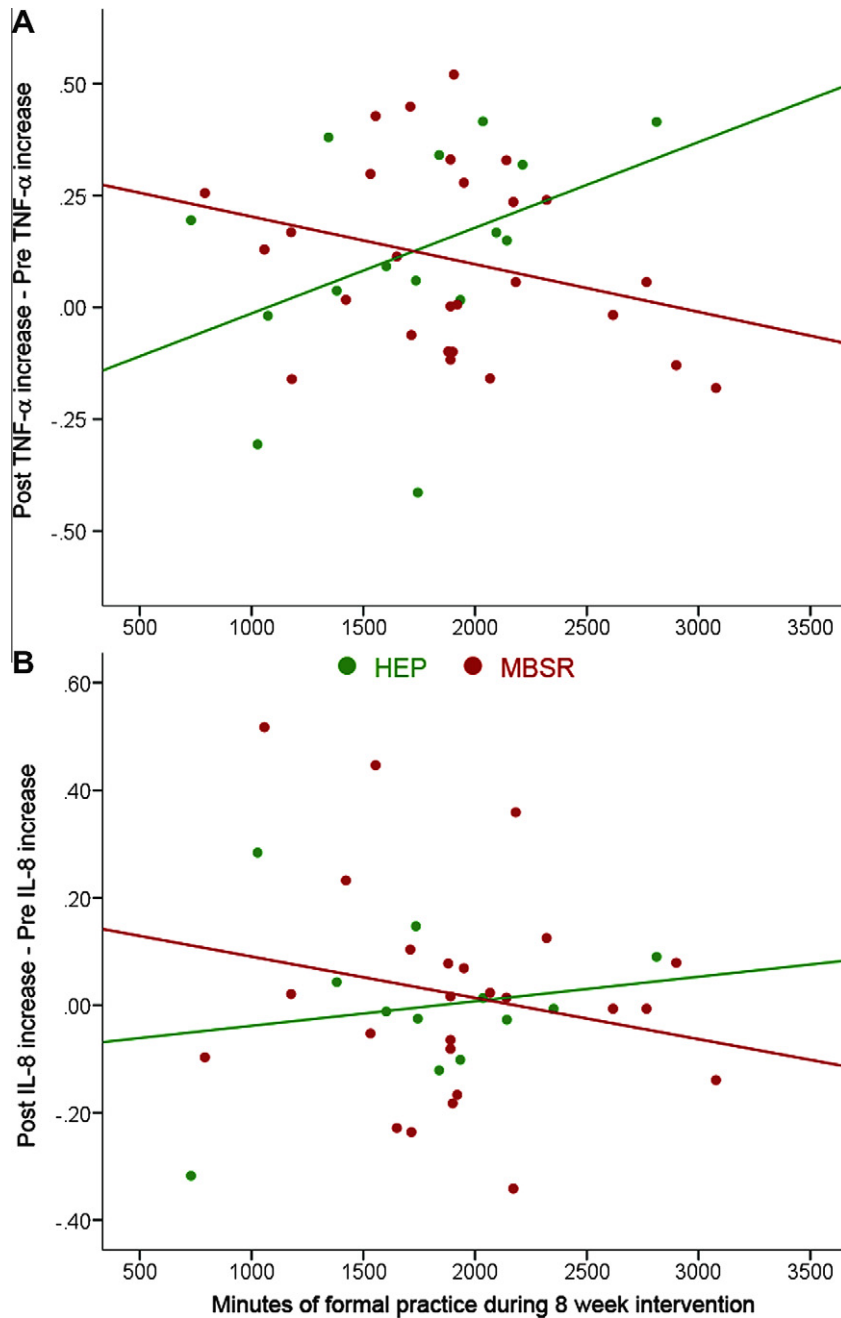 A
Post TNF-α increase - Pre TNF-α increase
.50
.25
.00
-.25
-.50
500 1000 1500 2000 2500 3000 3500
B
HEP MBSR
Post IL-8 increase - Pre IL-8 increase
.60
.40
.20
.00
-.20
-.40
500 1000 1500 2000 2500 3000 3500
Minutes of formal practice during 8 week intervention